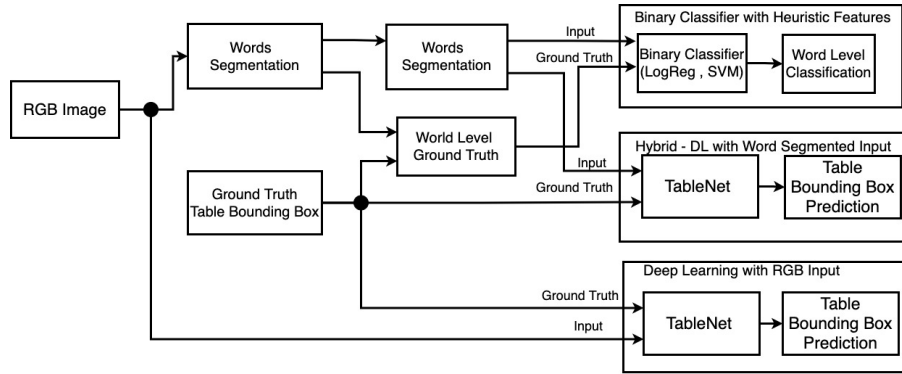 Binary Classifier with Heuristic Features
Words
Segmentation
Words
Segmentation
Input
Ground Truth
Binary Classifier
(LogReg , SVM)
Word Level
Classification
RGB Image
World Level
Ground Truth
Hybrid - DL with Word Segmented Input
Input
Ground Truth
Ground Truth
Table Bounding Box
TableNet
Table
Bounding Box
Prediction
Deep Learning with RGB Input
Ground Truth
Input
TableNet
Table
Bounding Box
Prediction